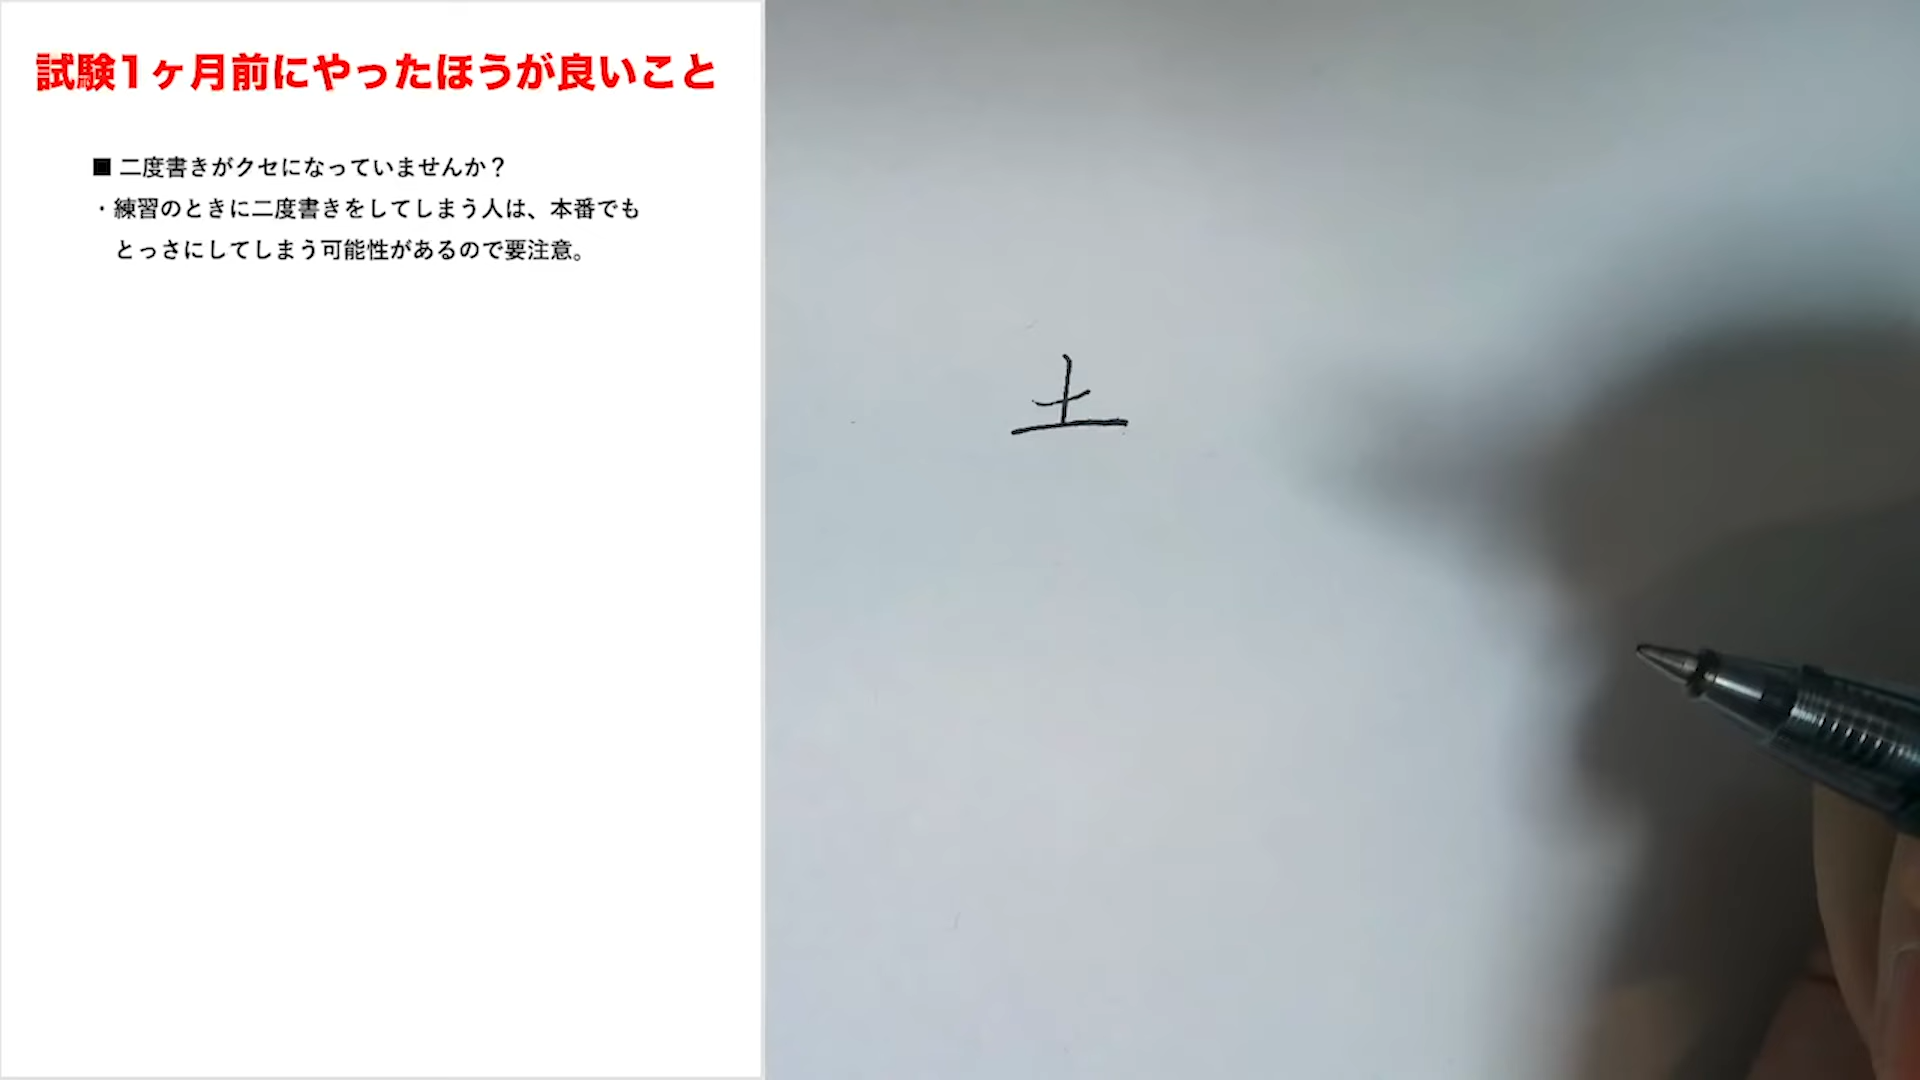 試験1ヶ月前にやったほうが良いこと
■ 二度書きがクセになっていませんか？
・練習のときに二度書きをしてしまう人は、本番でも
とっさにしてしまう可能性があるので要注意。
土